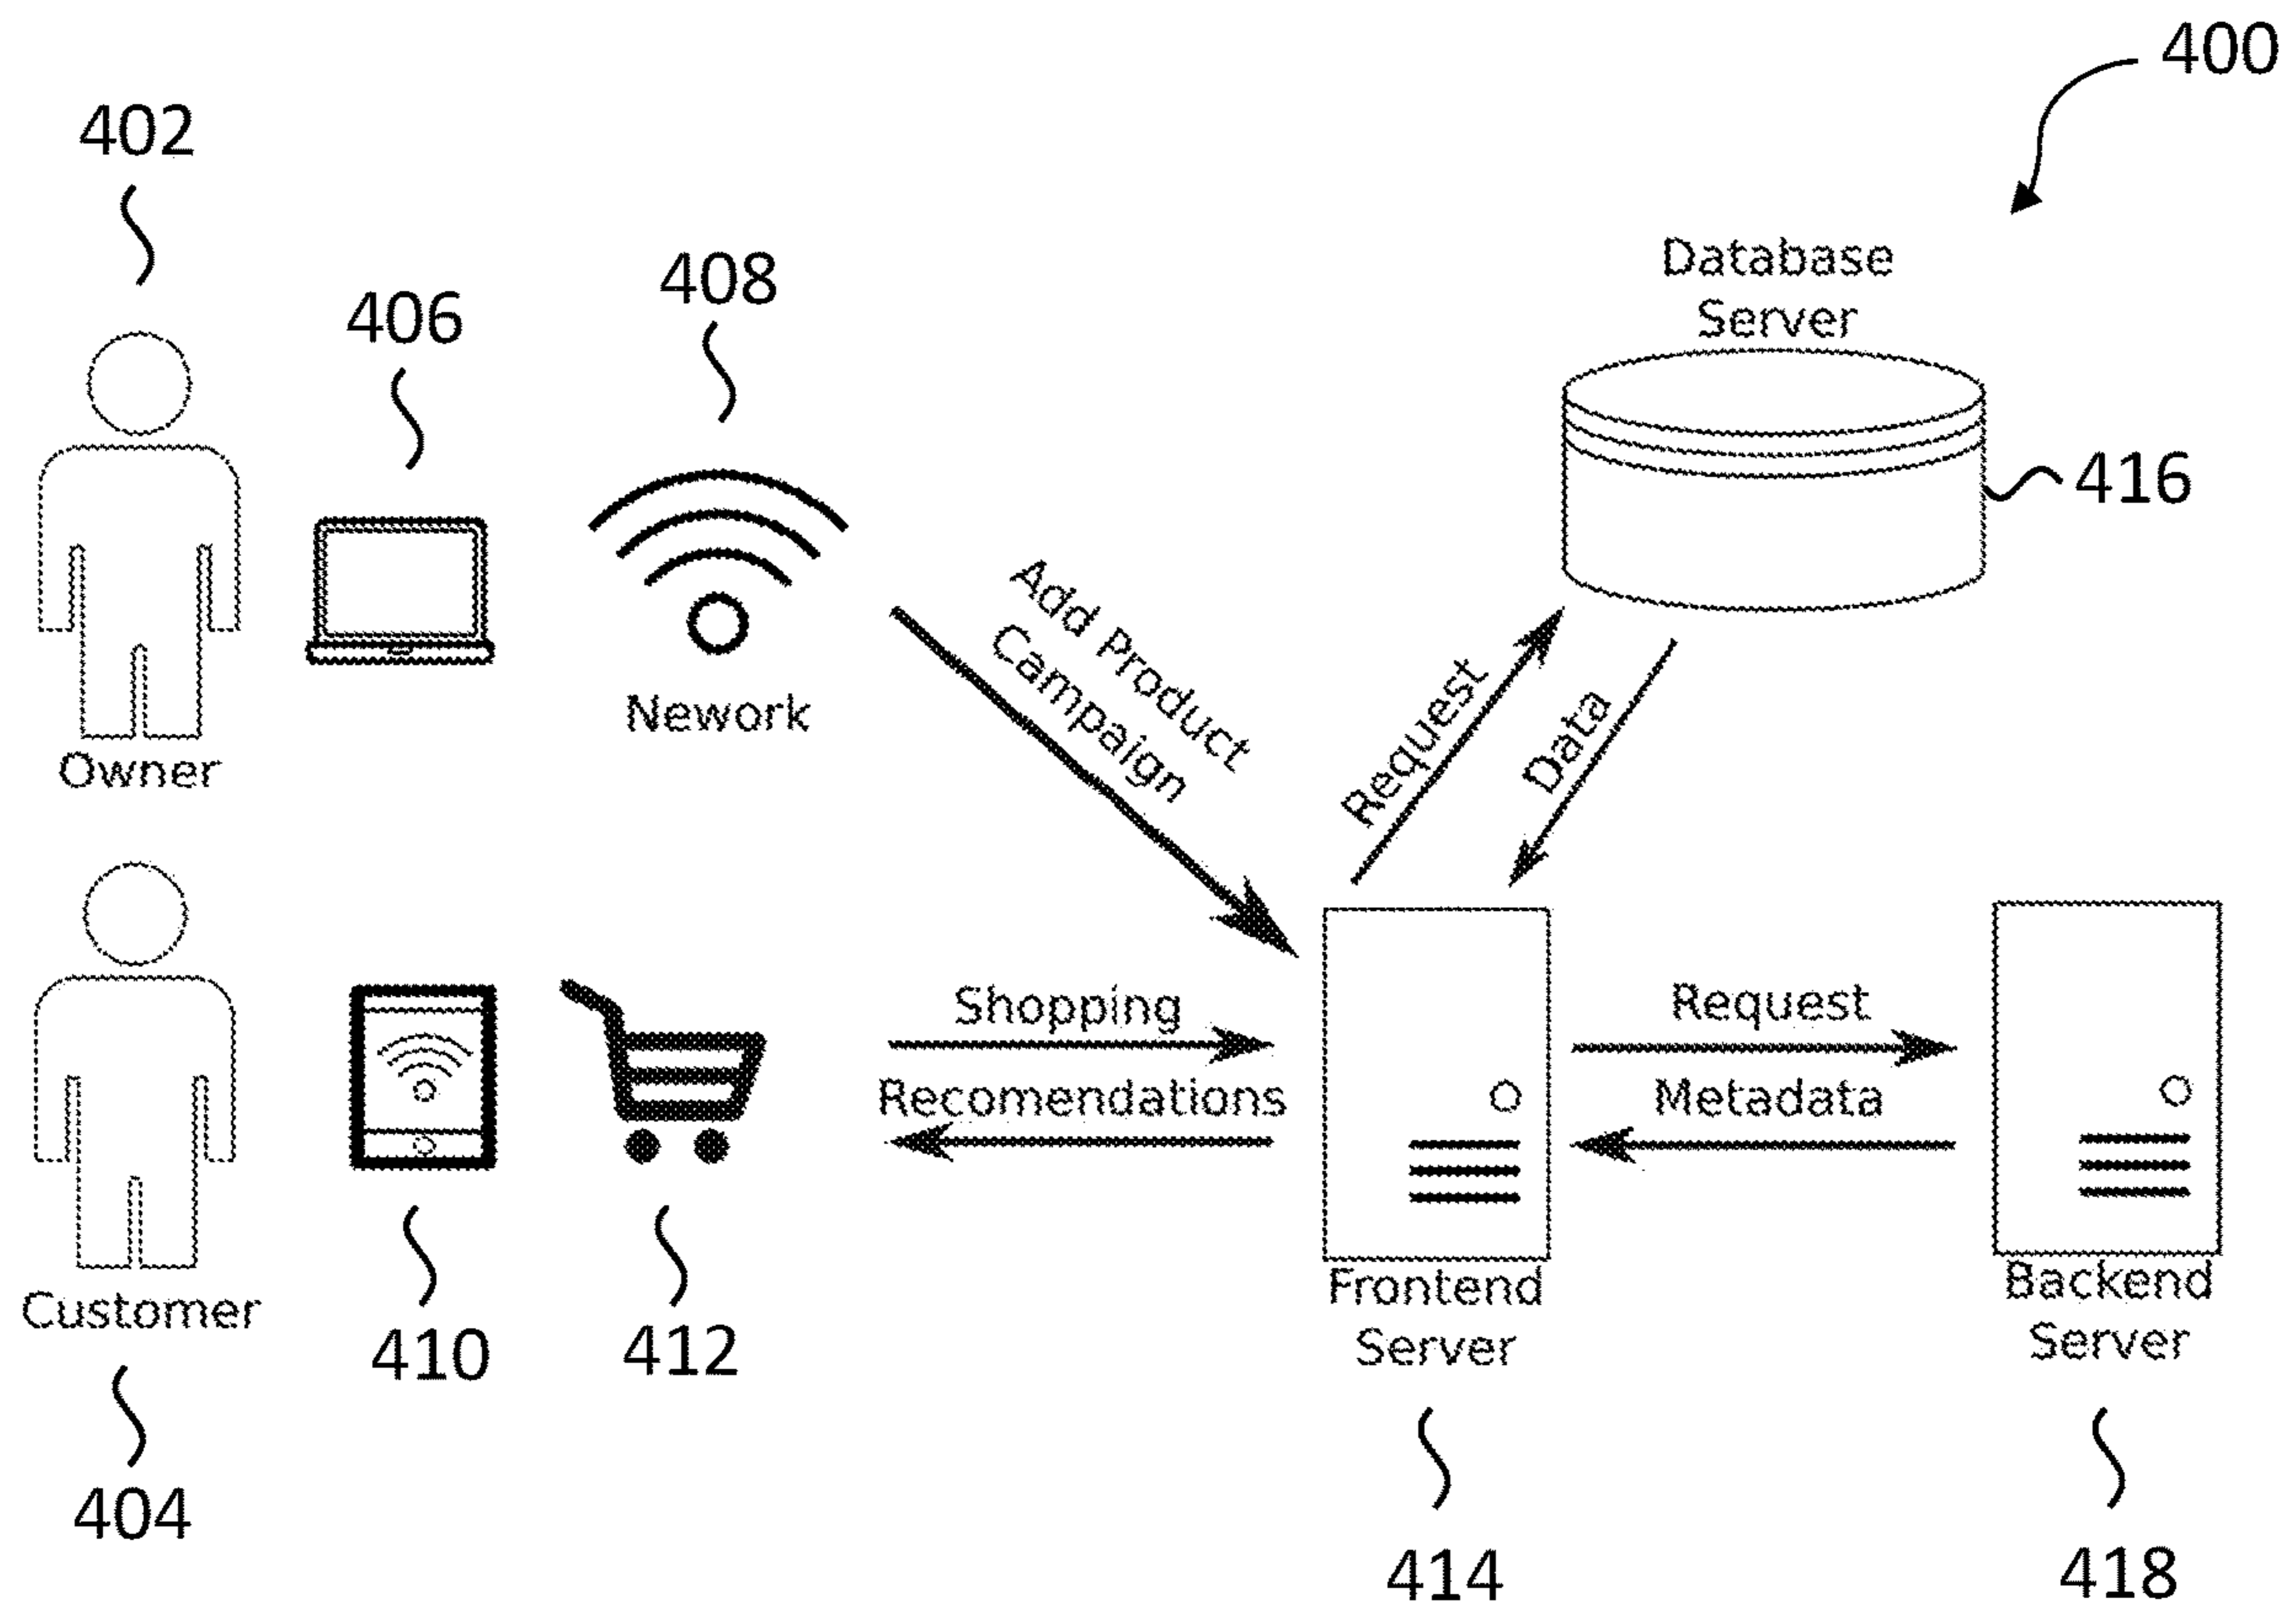 400
402
408
406
Database
Server
416
Add Product
Campaign
Nework
Owner
Request
Data
Shopping
Recomendations
Request
Metadata
Customer
Frontend
Server
Backend
Server
410
412
404
414
418